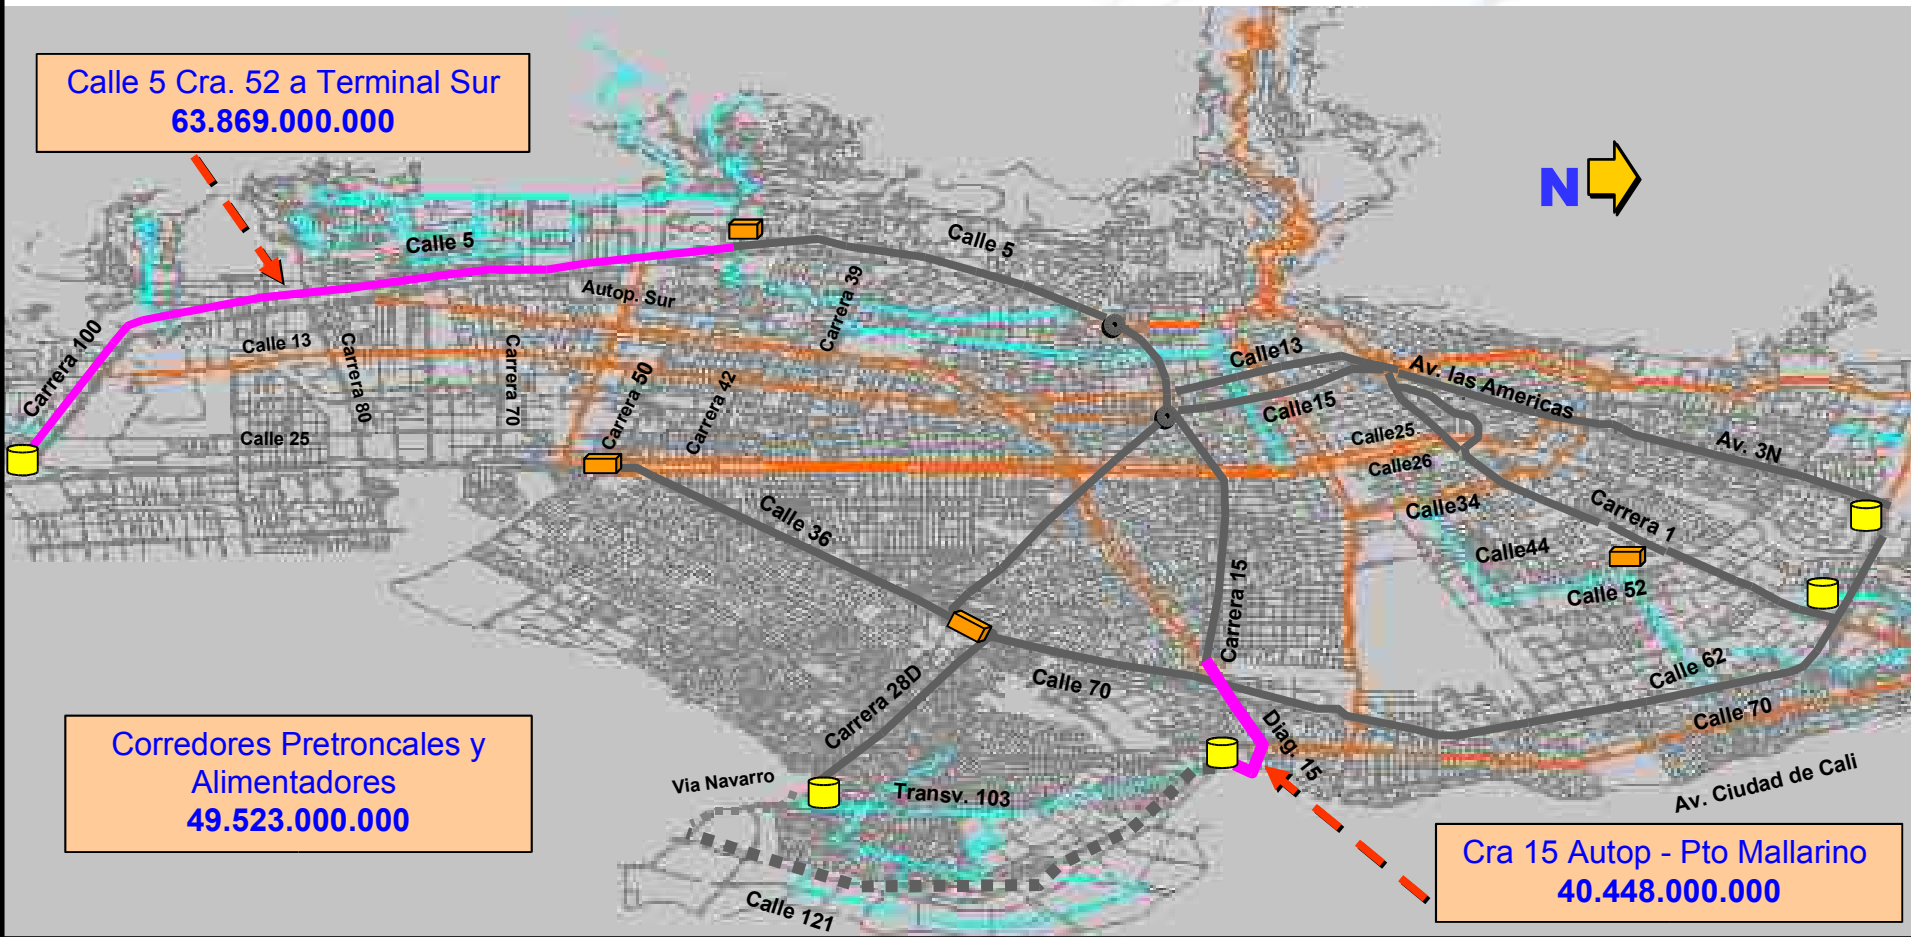 Calle 5 Cra. 52 a Terminal Sur
63.869.000.000
N
Calle 5
Calle 5
Autop. Sur
Carrera 39
Carrera 100
Calle 13
Carrera 80
Carrera 70
Carrera 50
Carrera 42
Calle 25
Calle13
Calle15
Av. las Americas
Calle25
Calle26
Av. 3N
Calle34
Carrera 1
Calle44
Calle 52
Calle 36
Carrera 15
Calle 62
Calle 70
Calle 70
Carrera 28D
Diag. 15
Via Navarro
Transv. 103
Av. Ciudad de Cali
Calle 121
Corredores Pretroncales y
Alimentadores
49.523.000.000
Cra 15 Autop - Pto Mallarino
40.448.000.000